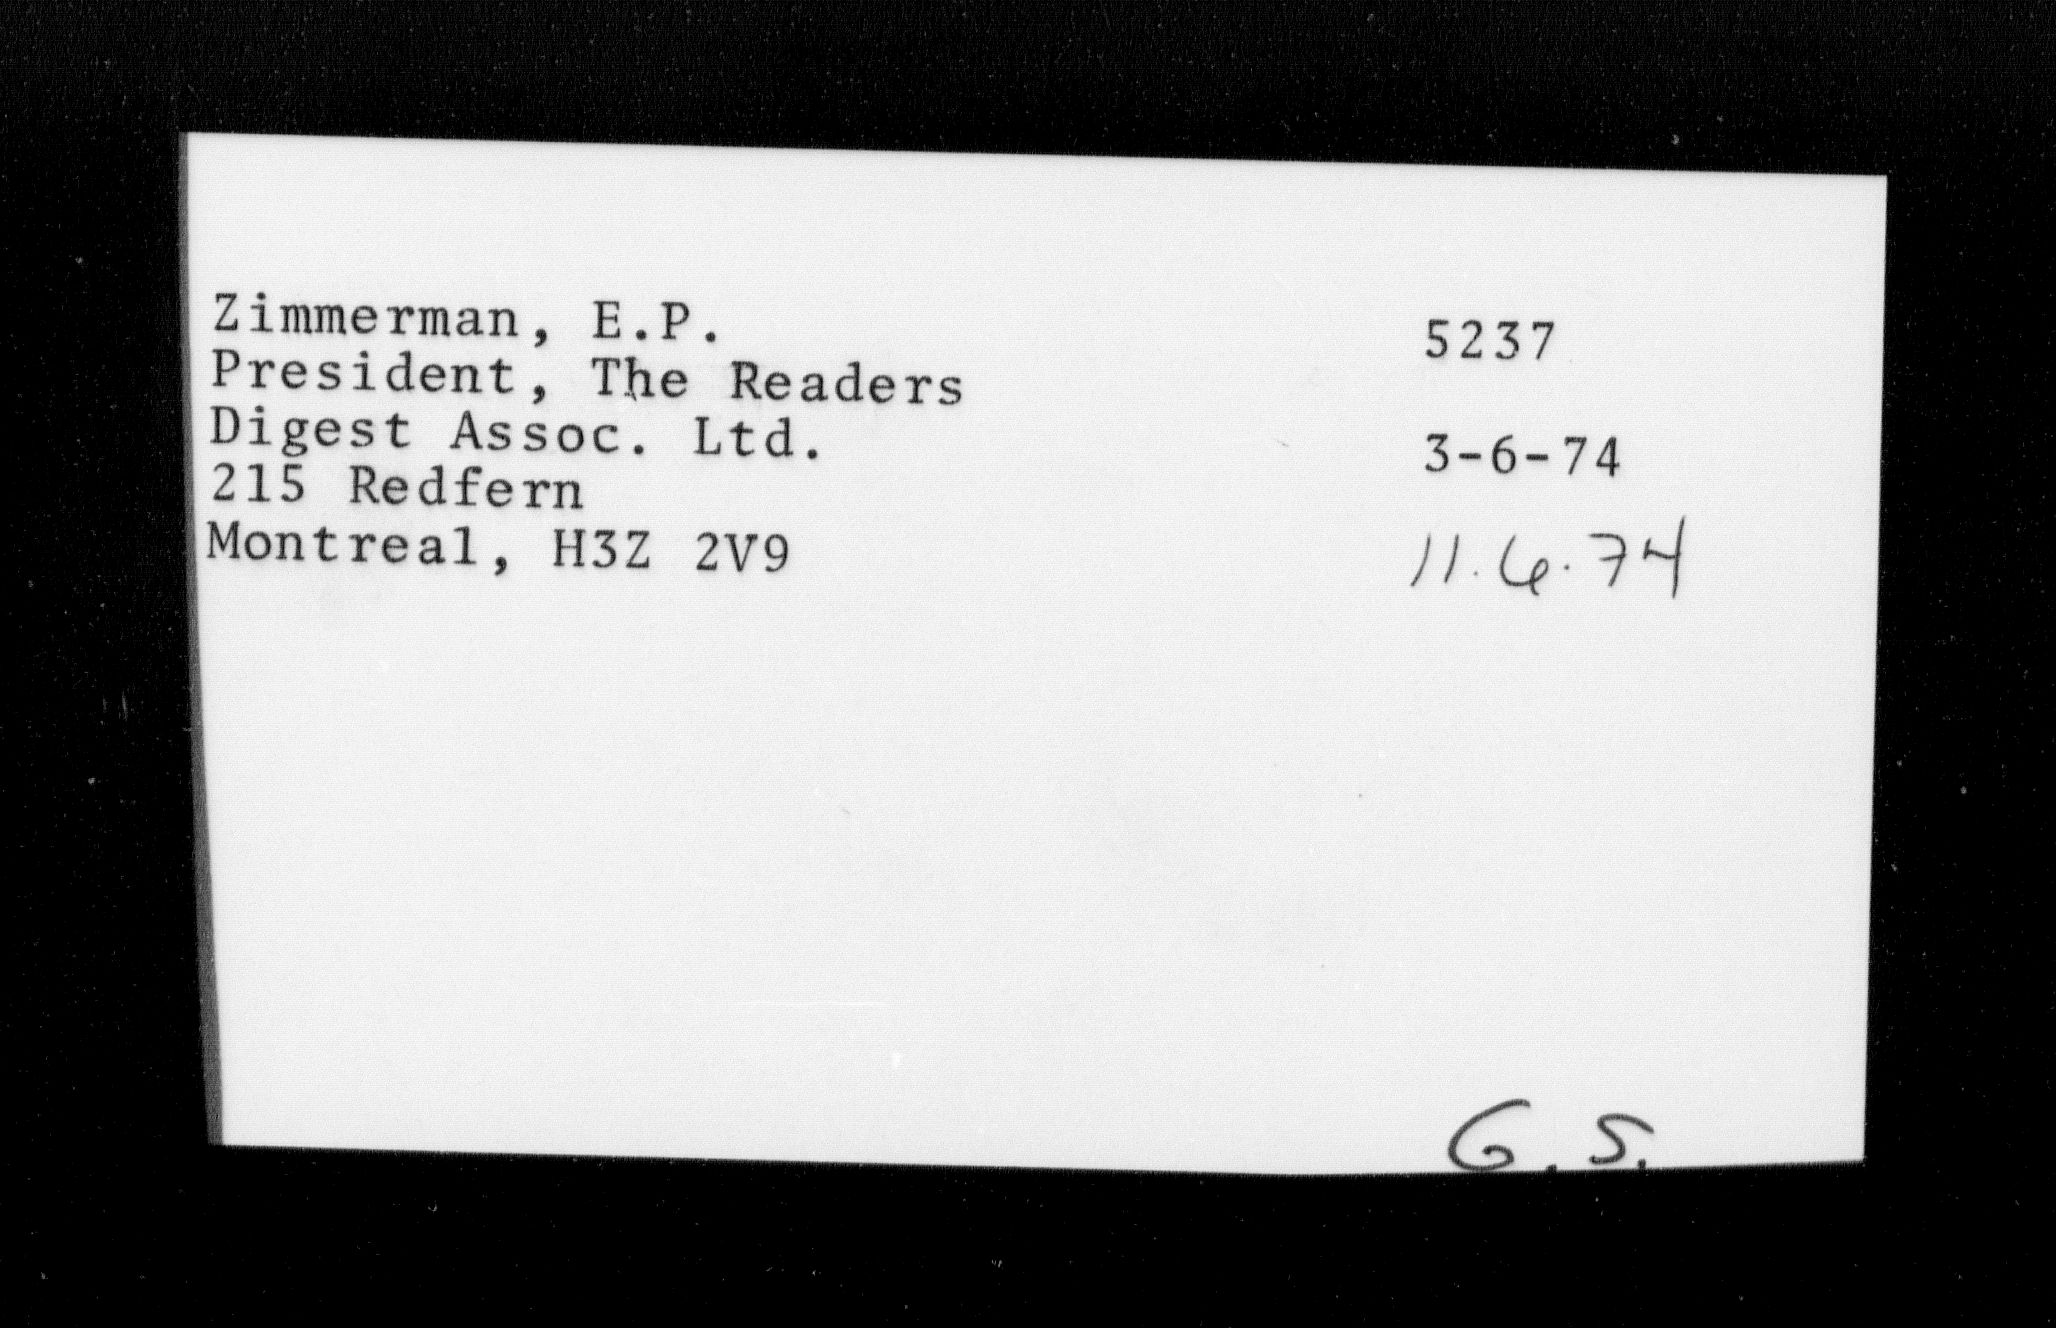 Zimmerman, E.P.
President, The Readers
Digest Assoc. Ltd.
215 Redfern
Montreal, H3Z 2V9
5237
3-6-74
11.6.74
G.S.